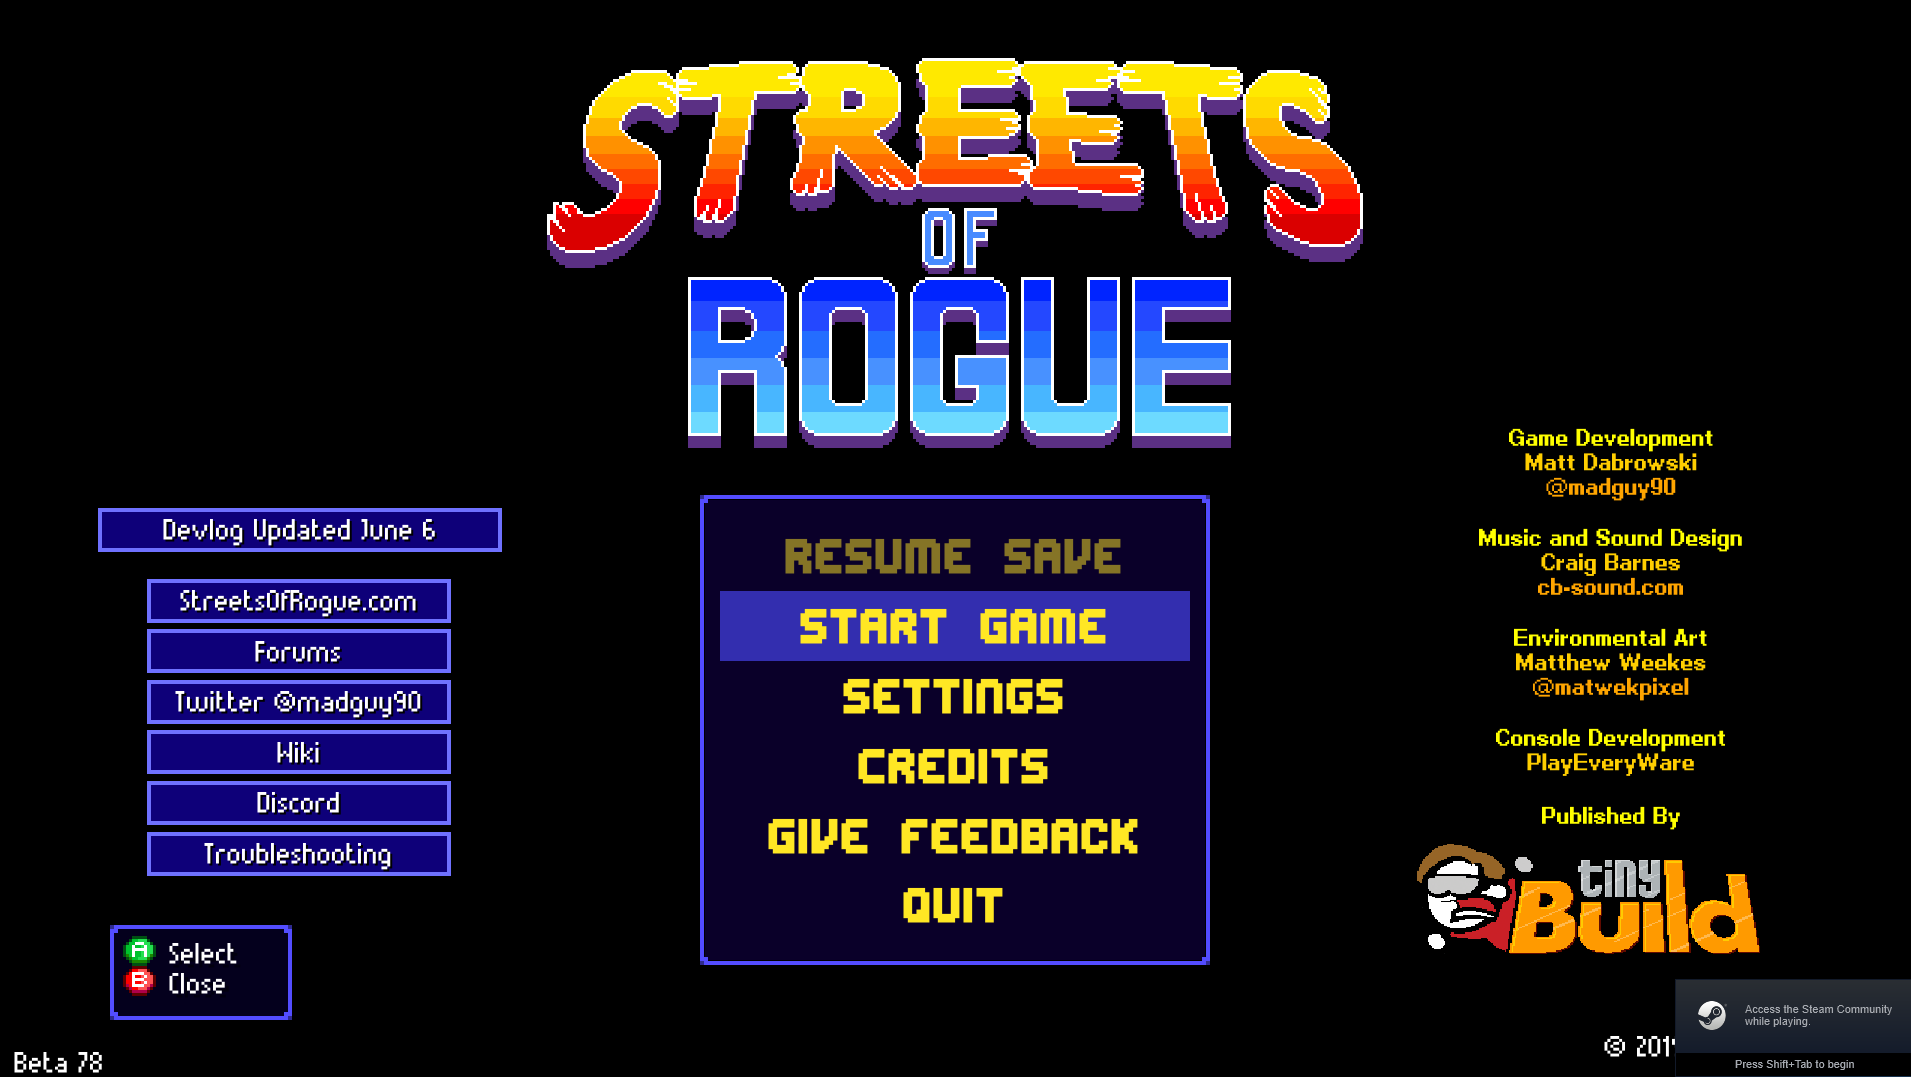 STREETS
OF
ROGUE
Devlog Updated June 6
StreetsOfRogue.com
Forums
Twitter @madguy90
Wiki
Discord
Troubleshooting
A Select
B Close
Beta 78
RESUME SAVE
START GAME
SETTINGS
CREDITS
GIVE FEEDBACK
QUIT
Game Development
Matt Dabrowski
@madguy90
Music and Sound Design
Craig Barnes
cb-sound.com
Environmental Art
Matthew Weekes
@matwekpixel
Console Development
PlayEveryWare
Published By
tiny
Build
Access the Steam Community
while playing.
Press Shift+Tab to begin
©